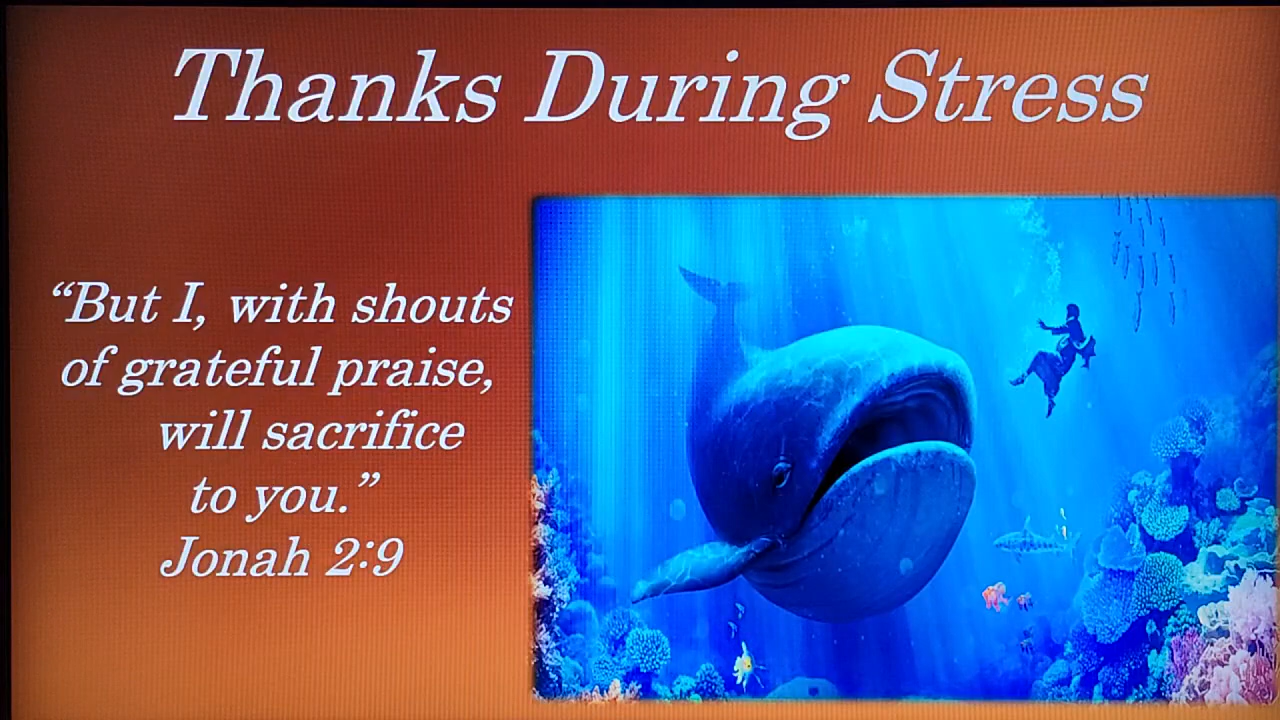 Thanks During Stress
“But I, with shouts
of grateful praise,
will sacrifice
to you.”
Jonah 2:9